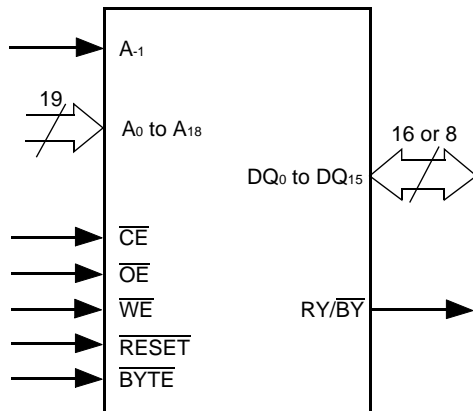 A-1
19
A0 to A18
16 or 8
DQ0 to DQ15
CE
OE
WE
RY/BY
RESET
BYTE